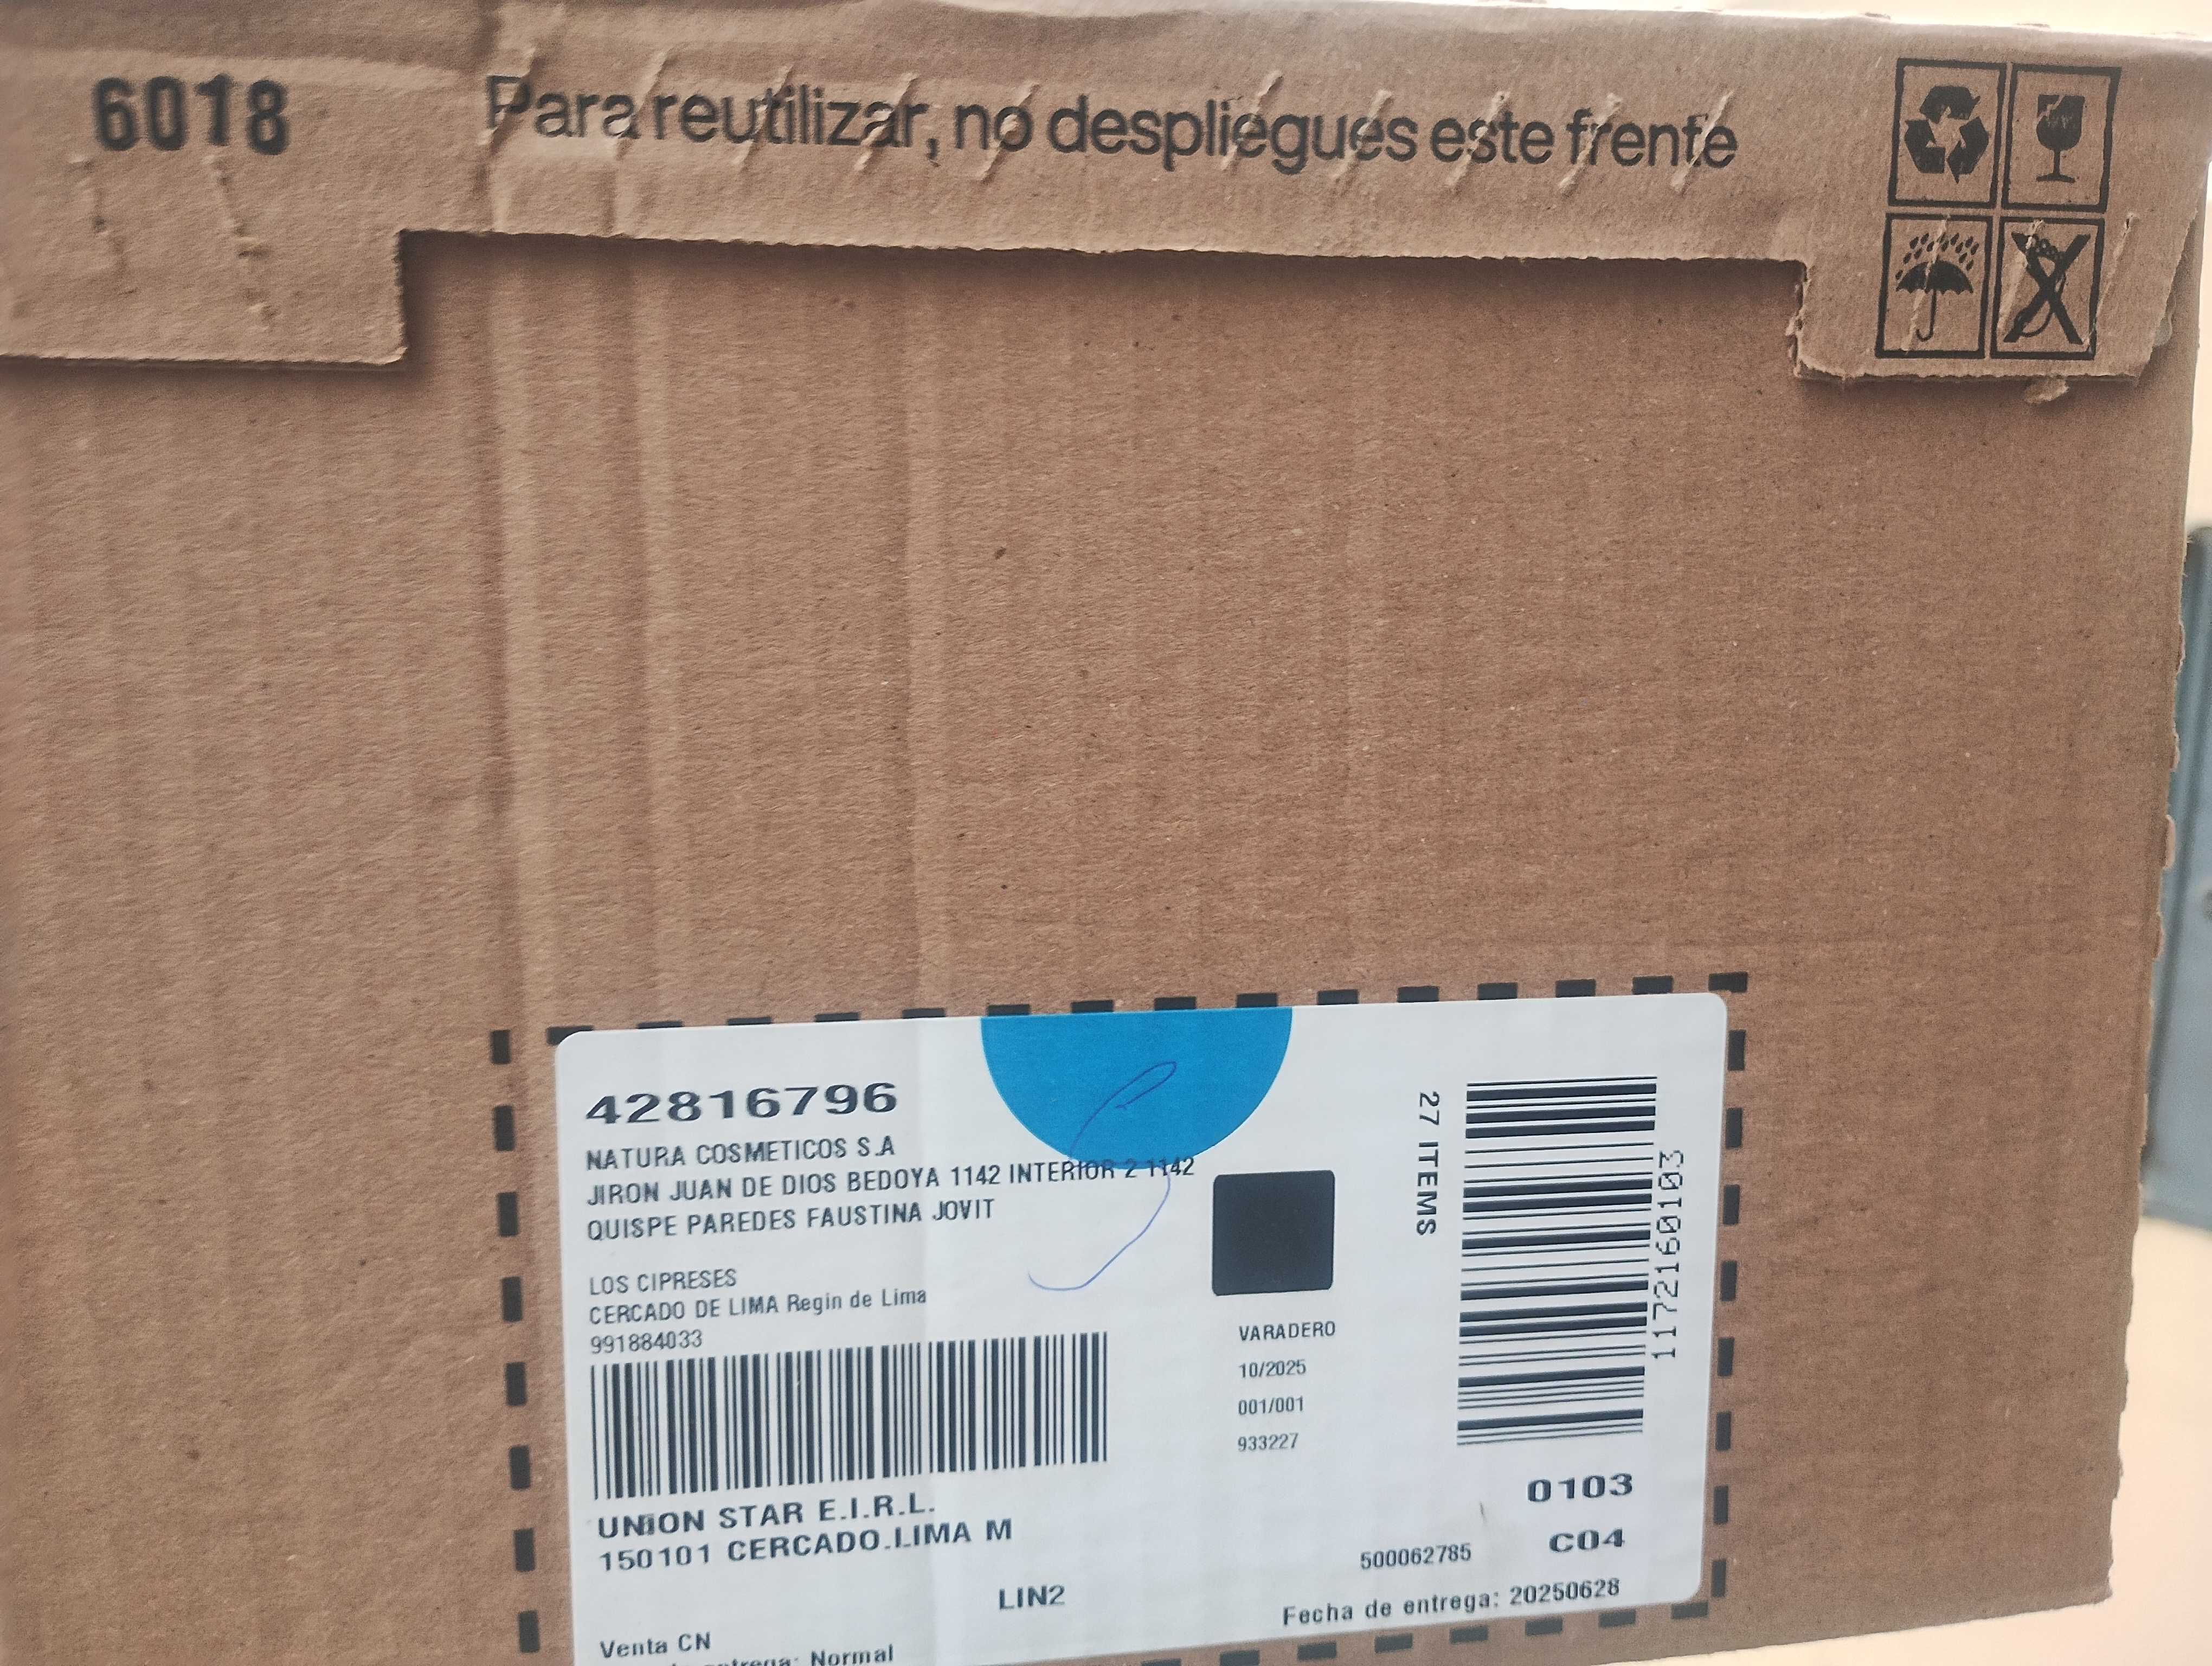 6018
Para reutilizar, no despliegues este frente
42816796
NATURA COSMETICOS S.A
JIRON JUAN DE DIOS BEDOYA 1142 INTERIOR 2 1142
QUISPE PAREDES FAUSTINA JOVIT
LOS CIPRESES
CERCADO DE LIMA Regin de Lima
991884033
UNION STAR E.I.R.L.
150101 CERCADO.LIMA M
LIN2
Venta CN
entrega: Normal
27 ITEMS
1172160103
VARADERO
10/2025
001/001
933227
0103
C04
500062785
Fecha de entrega: 20250628